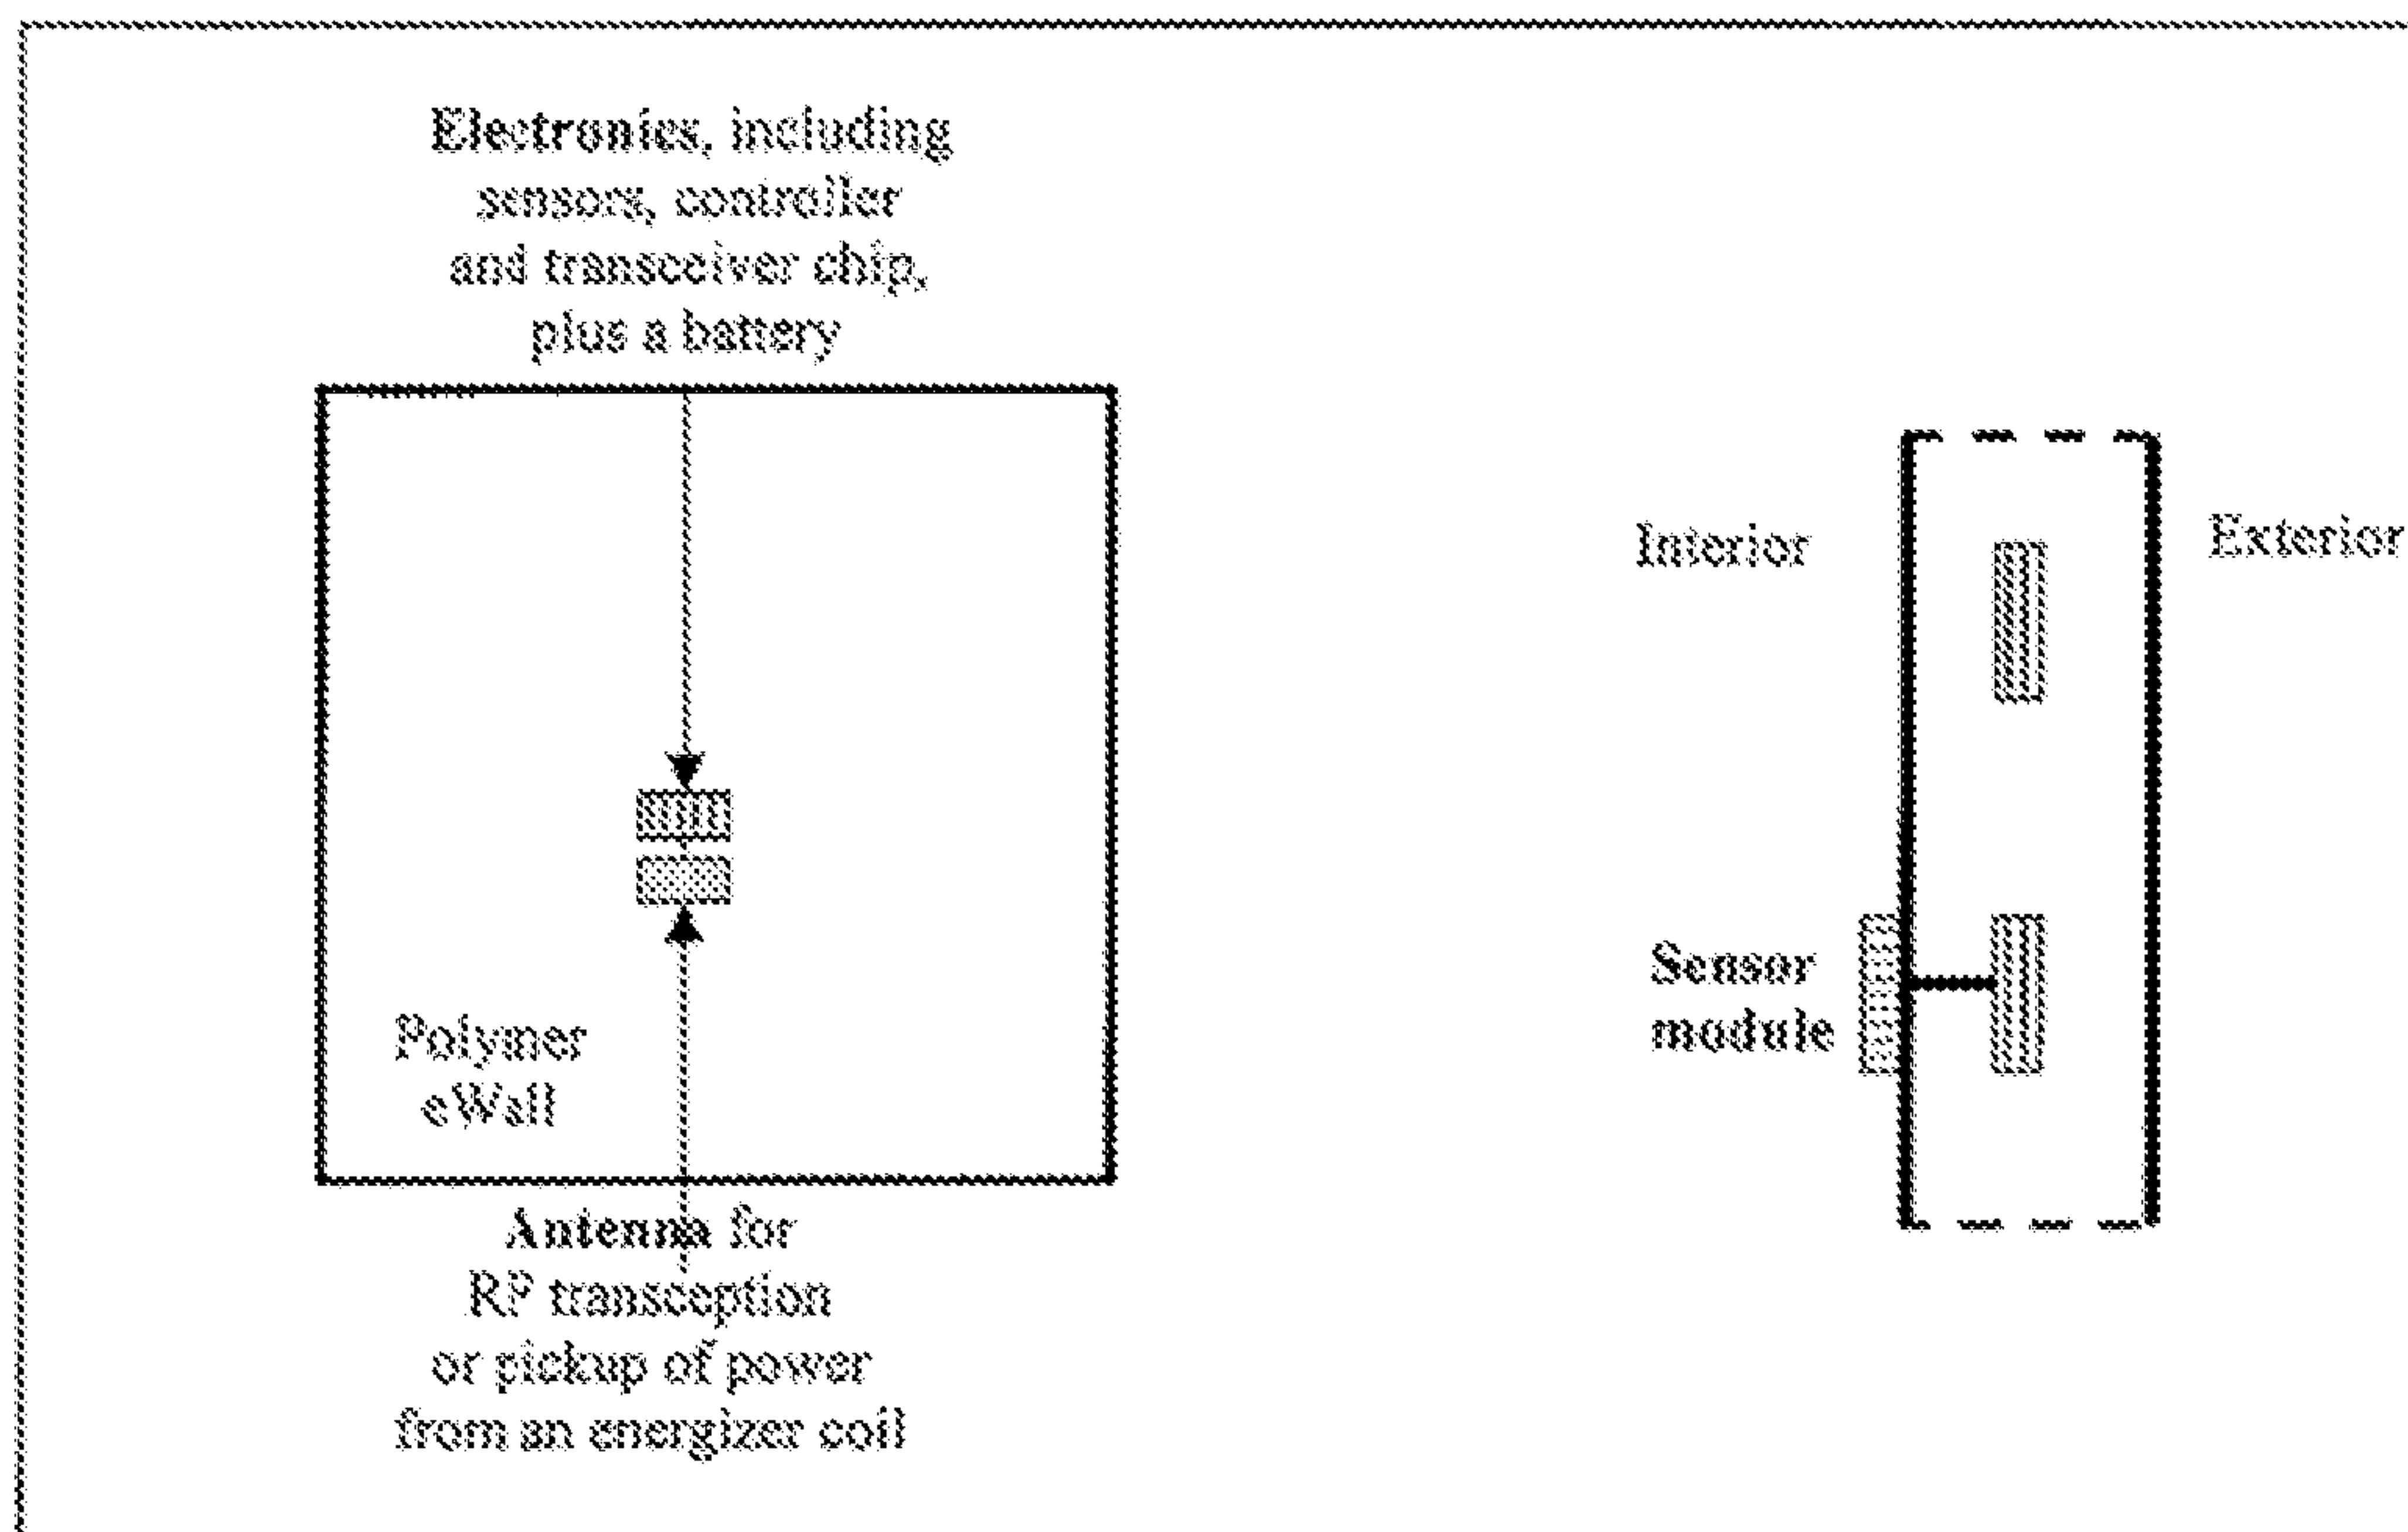 Electronics, including
sensors, controller
and transceiver chip,
plus a battery
Polymer
eWall
Antenna for
RF transception
or pickup of power
from an energizer coil
Interior
Exterior
Sensor
module